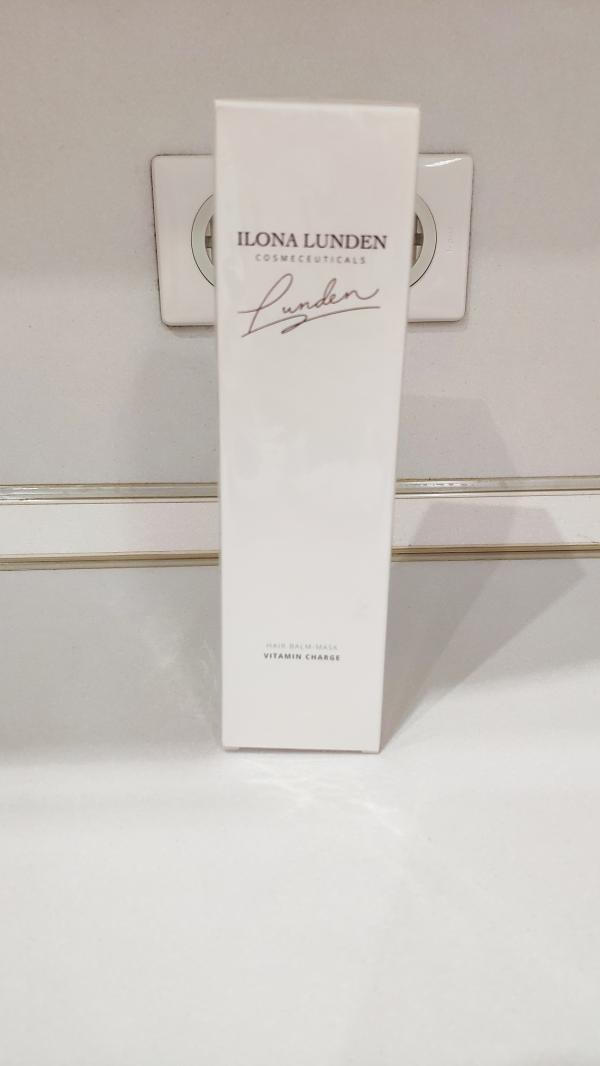 ILONA LUNDEN
COSMECEUTICALS
Lunden
HAIR BALM-MASK
VITAMIN CHARGE